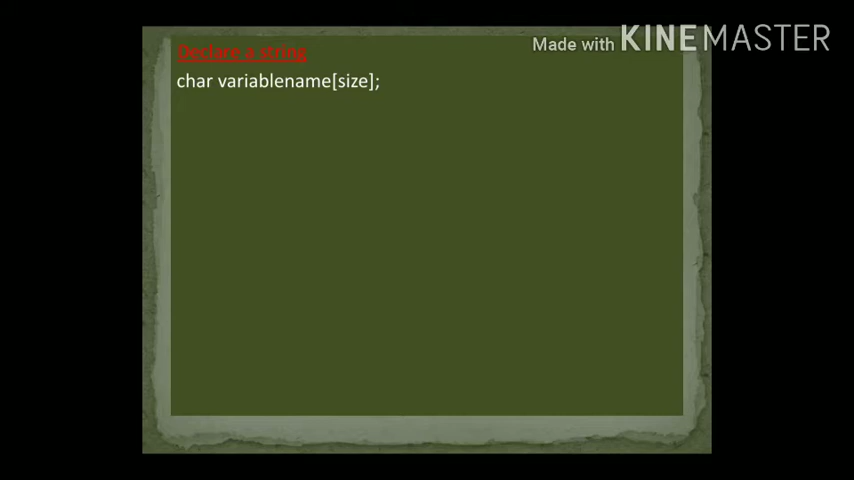 Declare a string
Made with KINEMASTER
char variablename[size];